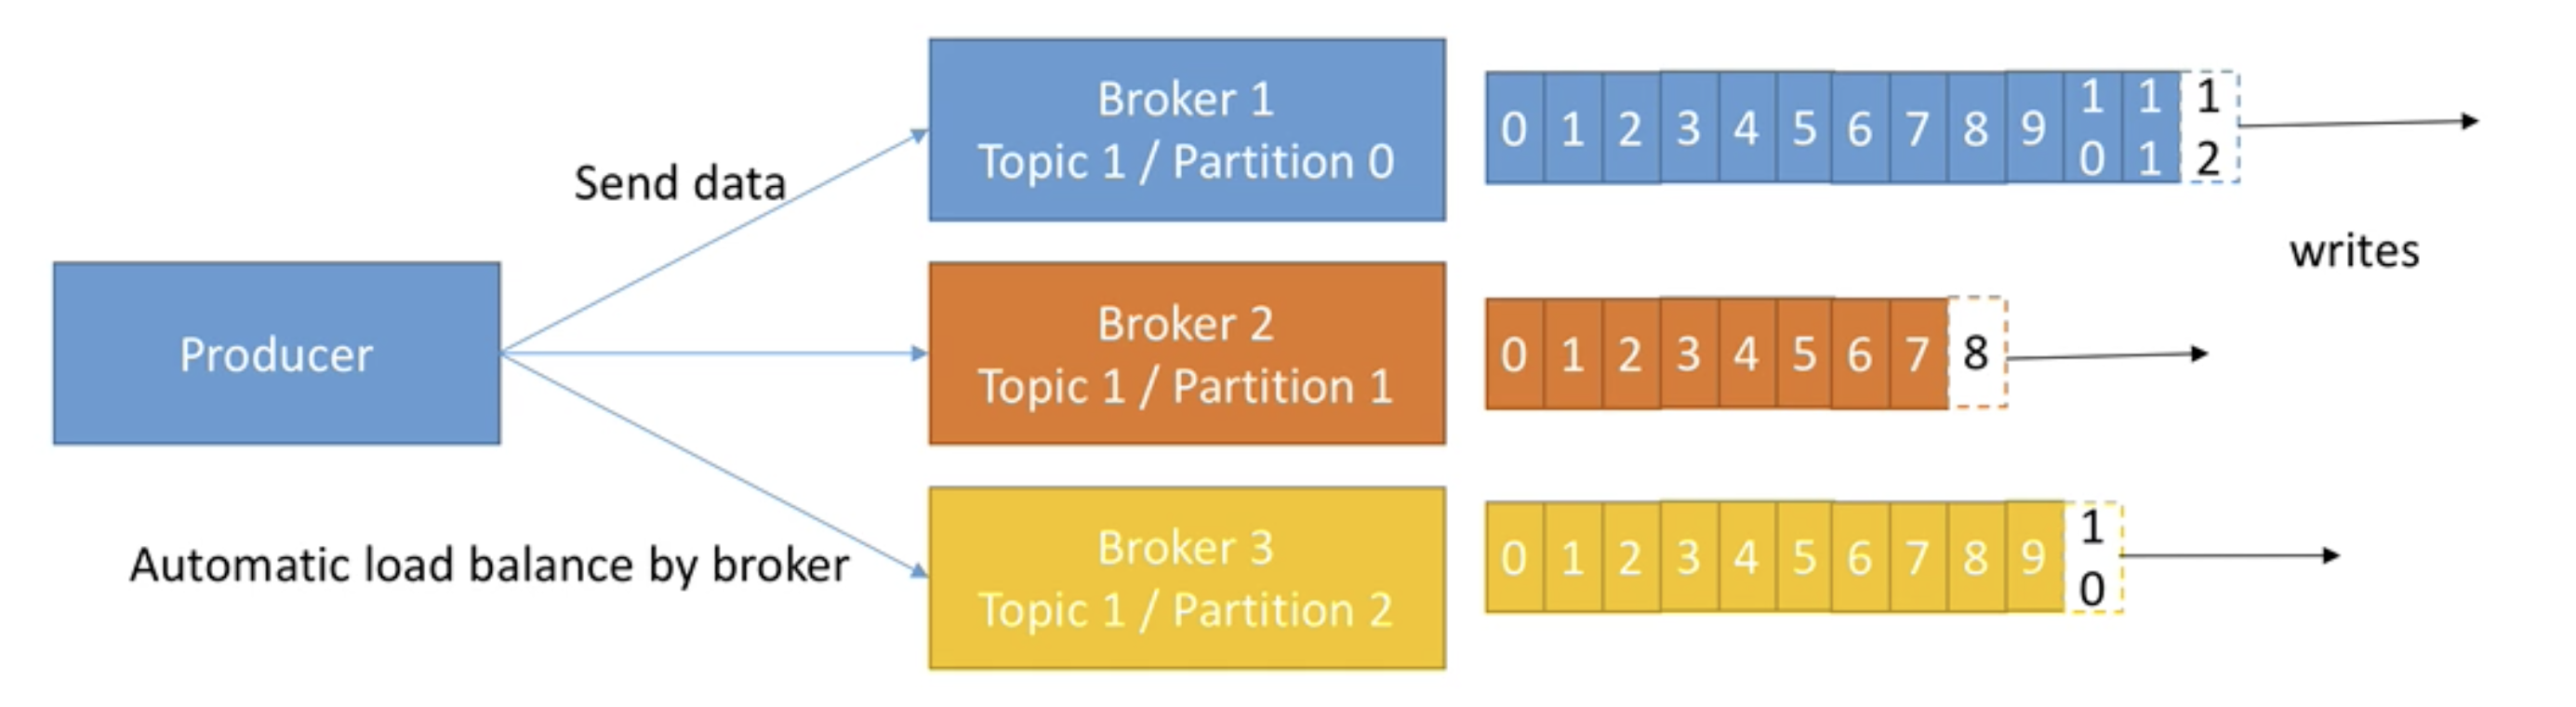 Send data
Producer
Automatic load balance by broker
Broker 1
Topic 1 / Partition 0
0 1 2 3 4 5 6 7 8 9 10 11 12
writes
Broker 2
Topic 1 / Partition 1
0 1 2 3 4 5 6 7 8
Broker 3
Topic 1 / Partition 2
0 1 2 3 4 5 6 7 8 9 10